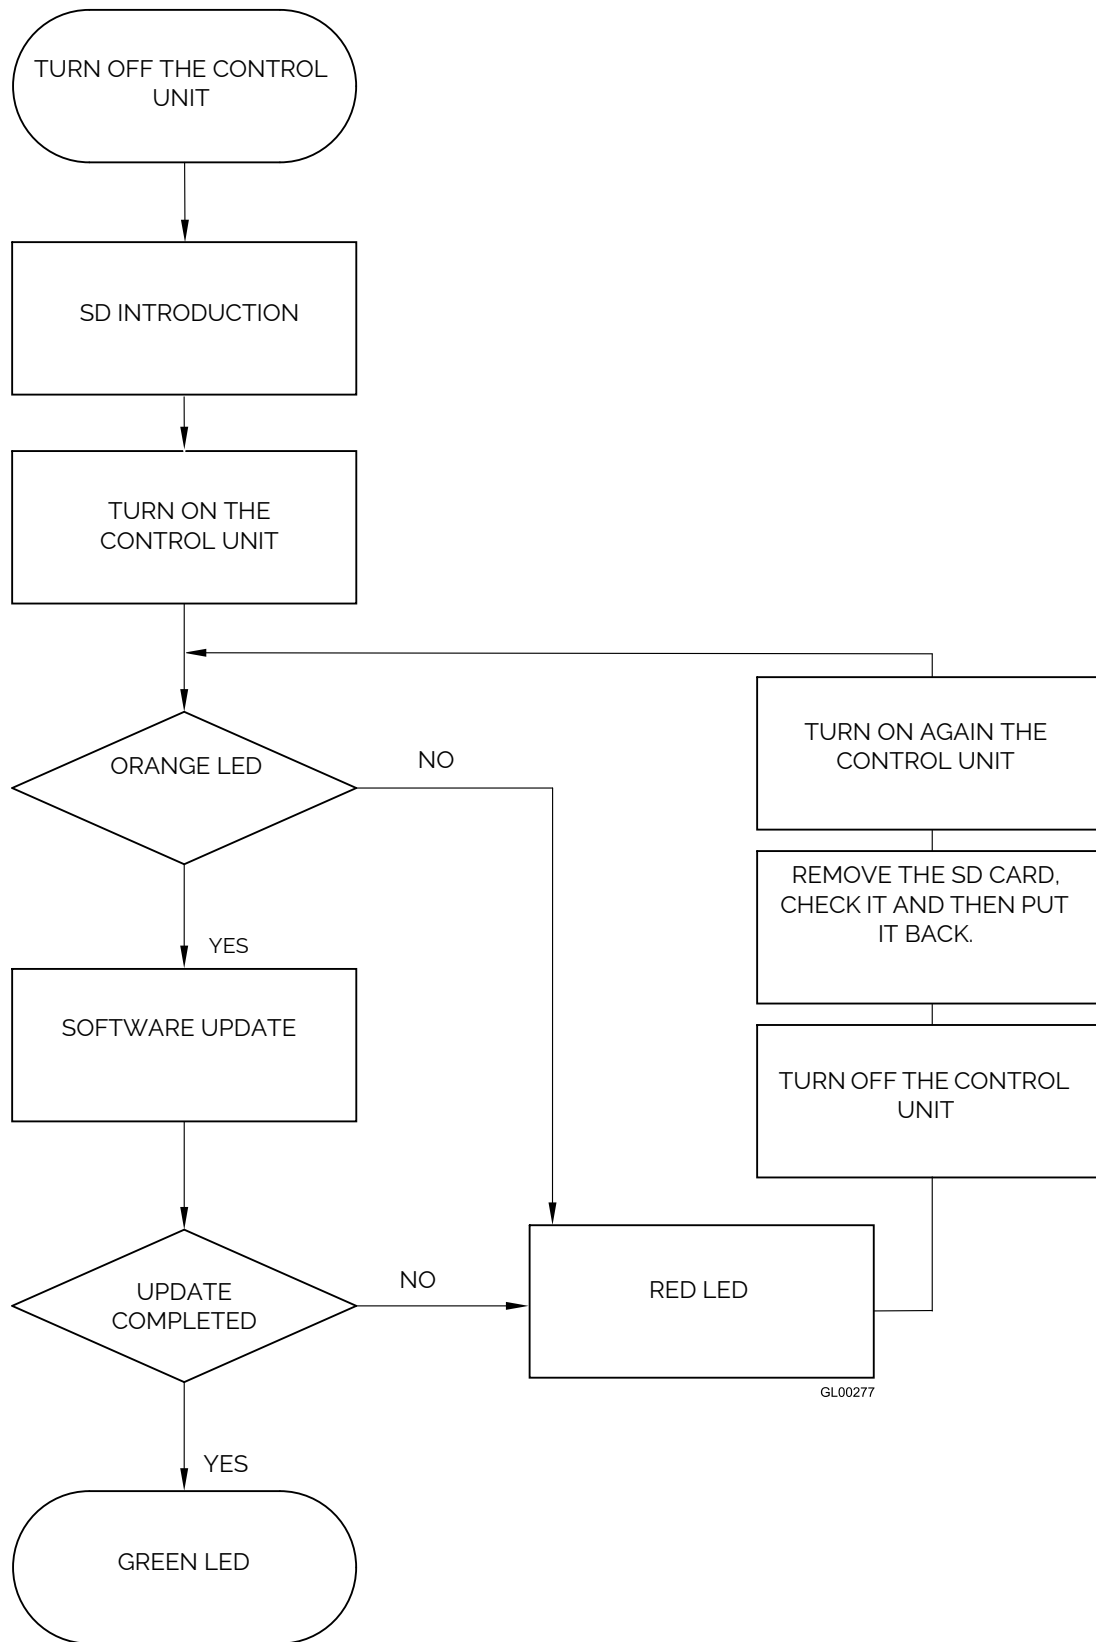 TURN OFF THE CONTROL
UNIT
SD INTRODUCTION
TURN ON THE
CONTROL UNIT
ORANGE LED
NO
YES
SOFTWARE UPDATE
UPDATE
COMPLETED
NO
YES
GREEN LED
RED LED
GL00277
TURN OFF THE CONTROL
UNIT
REMOVE THE SD CARD,
CHECK IT AND THEN PUT
IT BACK.
TURN ON AGAIN THE
CONTROL UNIT